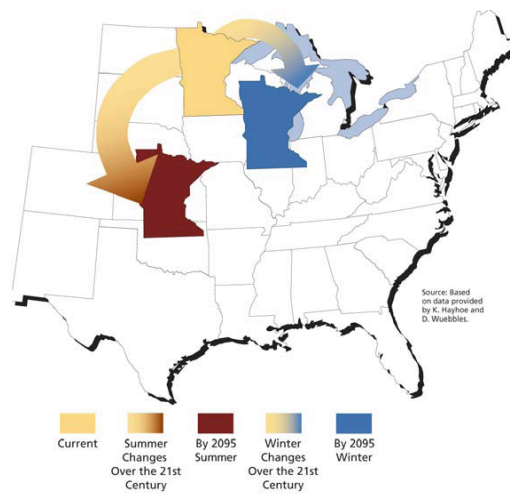 Source: Based
on data provided
by K. Hayhoe and
D. Wuebbles.
Current
Summer
Changes
Over the 21st
Century
By 2095
Summer
Winter
Changes
Over the 21st
Century
By 2095
Winter